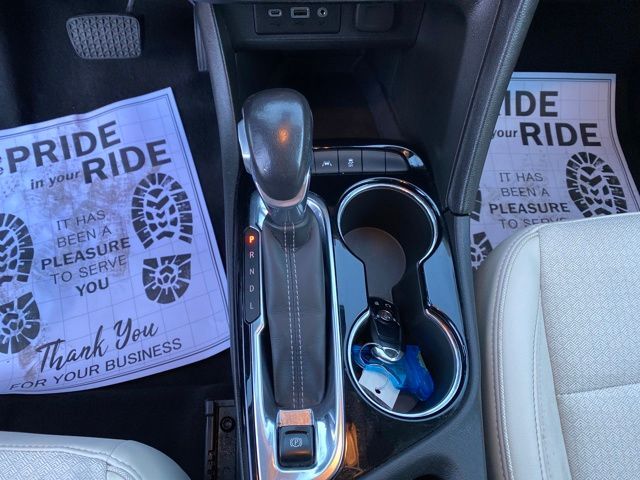 PRIDE
in your RIDE
IT HAS
BEEN A
PLEASURE
TO SERVE
YOU
Thank You
FOR YOUR BUSINESS
P
R
N
D
L
PRIDE
your RIDE
IT HAS
BEEN A
PLEASURE
TO SERVE